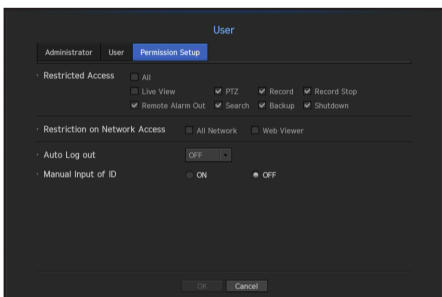 User
Administrator User Permission Setup
Restricted Access All
Live View PTZ Record Record Stop
Remote Alarm Out Search Backup Shutdown
Restriction on Network Access All Network Web Viewer
Auto Log out OFF
Manual Input of ID ON OFF
OK Cancel